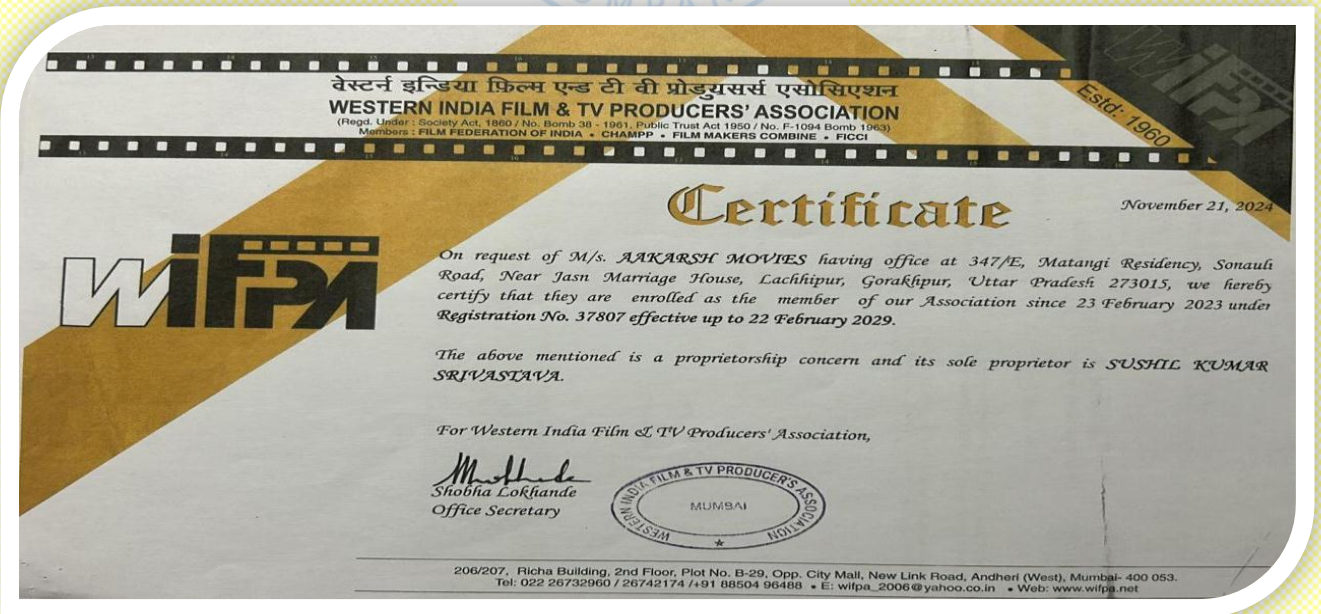 वेस्टर्न इन्डिया फ़िल्म एन्ड टी वी प्रोड्युसर्स एसोसिएशन
WESTERN INDIA FILM & TV PRODUCERS' ASSOCIATION
(Regd. Under : Society Act, 1860 / No. Bomb 38 - 1961, Public Trust Act 1950 / No. F-1094 Bomb 1963)
Members : FILM FEDERATION OF INDIA • CHAMPP • FILM MAKERS COMBINE • FICCI
Estd: 1960
WIFPA
Certificate
November 21, 2024
WIFPA
On request of M/s. AAKARSH MOVIES having office at 347/E, Matangi Residency, Sonauli
Road, Near Jasn Marriage House, Lachhipur, Gorakhpur, Uttar Pradesh 273015, we hereby
certify that they are enrolled as the member of our Association since 23 February 2023 under
Registration No. 37807 effective up to 22 February 2029.
The above mentioned is a proprietorship concern and its sole proprietor is SUSHIL KUMAR
SRIVASTAVA.
For Western India Film & TV Producers' Association,
Shobha Lokhande
Office Secretary
WESTERN INDIA FILM & TV PRODUCER'S ASSOCIATION
MUMBAI
206/207, Richa Building, 2nd Floor, Plot No. B-29, Opp. City Mall, New Link Road, Andheri (West), Mumbai- 400 053.
Tel: 022 26732960 / 26742174 /+91 88504 96488 • E: wifpa_2006@yahoo.co.in • Web: www.wifpa.net